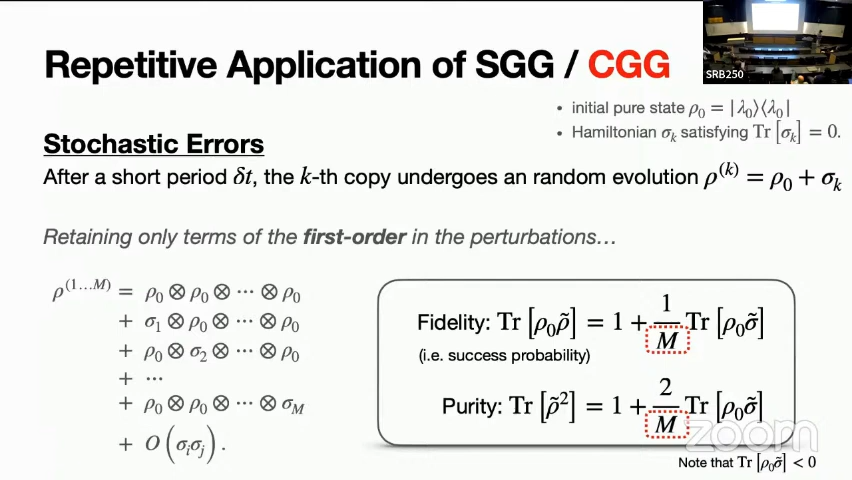 SRB250
Repetitive Application of SGG / CGG
• initial pure state ρ₀ = |λ₀⟩⟨λ₀|
• Hamiltonian σₖ satisfying Tr[σₖ] = 0.
Stochastic Errors
After a short period δt, the k-th copy undergoes an random evolution ρ⁽ᵏ⁾ = ρ₀ + σₖ
Retaining only terms of the first-order in the perturbations…
ρ⁽¹…ᴹ⁾ = ρ₀ ⊗ ρ₀ ⊗ ⋯ ⊗ ρ₀
+ σ₁ ⊗ ρ₀ ⊗ ⋯ ⊗ ρ₀
+ ρ₀ ⊗ σ₂ ⊗ ⋯ ⊗ ρ₀
+ ⋯
+ ρ₀ ⊗ ρ₀ ⊗ ⋯ ⊗ σ_M
+ O(σᵢσⱼ).
Fidelity: Tr[ρ₀ρ̃] = 1 + 1/M Tr[ρ₀σ̃]
(i.e. success probability)
Purity: Tr[ρ̃²] = 1 + 2/M Tr[ρ₀σ̃]
zoom
Note that Tr[ρ₀σ̃] < 0